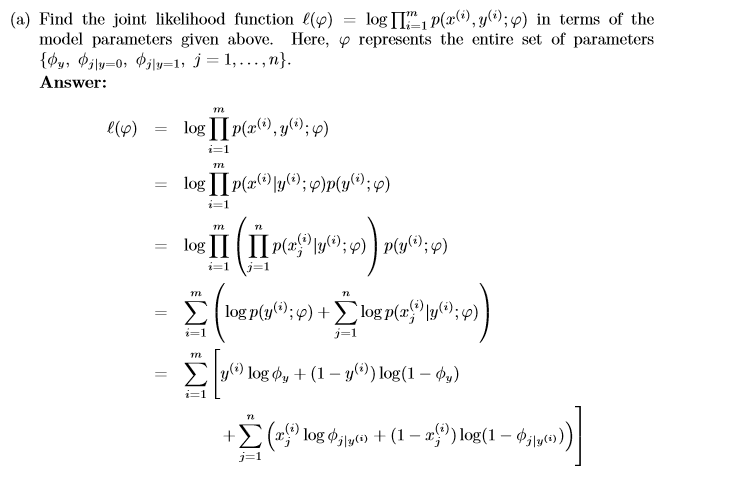 (a) Find the joint likelihood function ℓ(φ) = log ∏_{i=1}^{m} p(x^{(i)}, y^{(i)}; φ) in terms of the
model parameters given above. Here, φ represents the entire set of parameters
{ϕ_y, ϕ_{j|y=0}, ϕ_{j|y=1}, j = 1, . . . , n}.
Answer:
ℓ(φ) = log ∏_{i=1}^{m} p(x^{(i)}, y^{(i)}; φ)
= log ∏_{i=1}^{m} p(x^{(i)}|y^{(i)}; φ)p(y^{(i)}; φ)
= log ∏_{i=1}^{m} ( ∏_{j=1}^{n} p(x_j^{(i)}|y^{(i)}; φ) ) p(y^{(i)}; φ)
= ∑_{i=1}^{m} ( log p(y^{(i)}; φ) + ∑_{j=1}^{n} log p(x_j^{(i)}|y^{(i)}; φ) )
= ∑_{i=1}^{m} [ y^{(i)} log ϕ_y + (1 − y^{(i)}) log(1 − ϕ_y)
+ ∑_{j=1}^{n} ( x_j^{(i)} log ϕ_{j|y^{(i)}} + (1 − x_j^{(i)}) log(1 − ϕ_{j|y^{(i)}}) ) ]